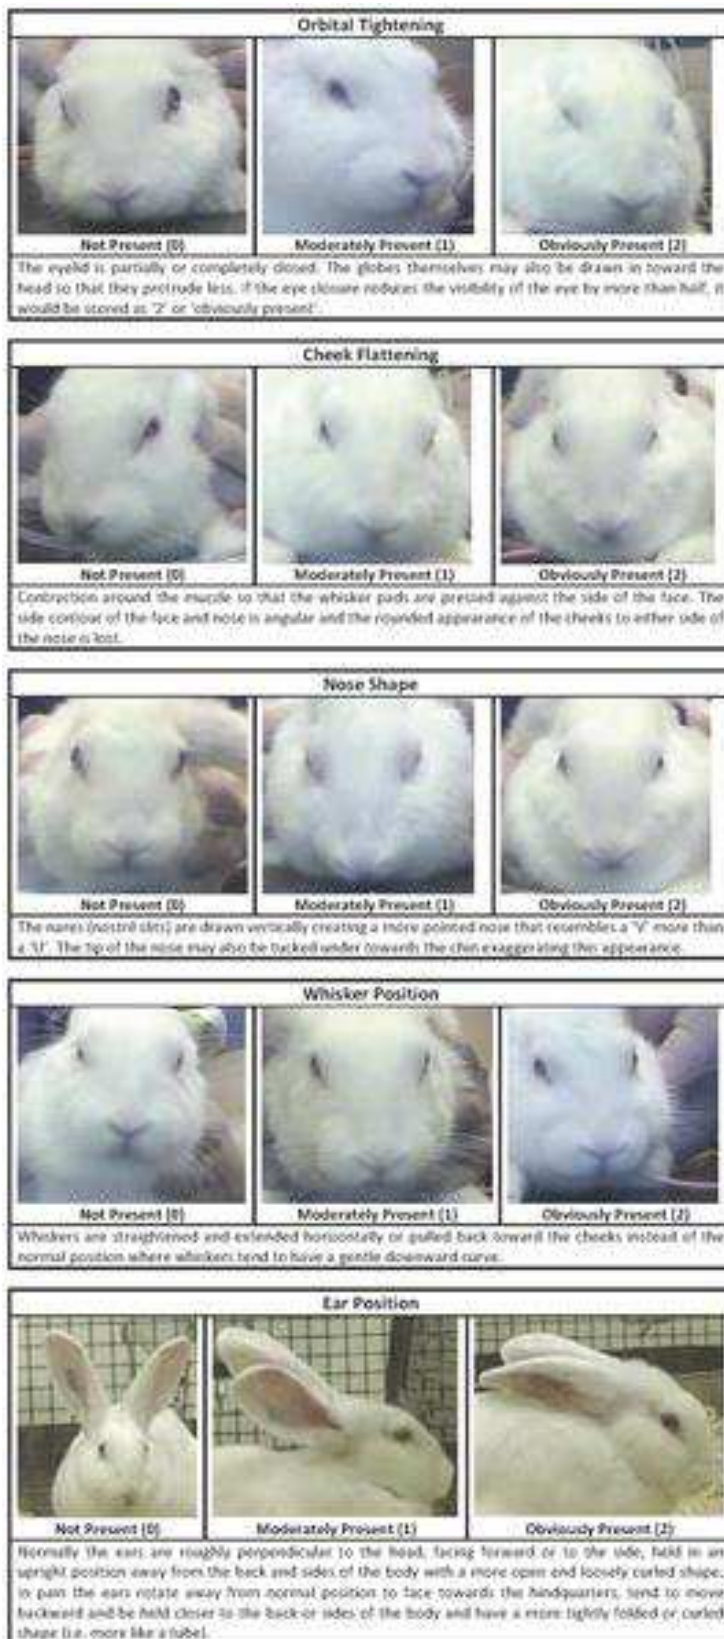 Orbital Tightening
Not Present (0)
Moderately Present (1)
Obviously Present (2)
The eyelid is partially or completely closed. The globes themselves may also be drawn in toward the
head so that they protrude less. If the eye closure reduces the visibility of the eye by more than half, it
would be scored as '2' or 'obviously present'.
Cheek Flattening
Not Present (0)
Moderately Present (1)
Obviously Present (2)
Contraction around the muzzle so that the whisker pads are pressed against the side of the face. The
side contour of the face and nose is angular and the rounded appearance of the cheeks to either side of
the nose is lost.
Nose Shape
Not Present (0)
Moderately Present (1)
Obviously Present (2)
The nares (nostril slits) are drawn vertically creating a more pointed nose that resembles a 'V' more than
a 'U'. The tip of the nose may also be tucked under towards the chin exaggerating this appearance.
Whisker Position
Not Present (0)
Moderately Present (1)
Obviously Present (2)
Whiskers are straightened and extended horizontally or pulled back toward the cheeks instead of the
normal position where whiskers tend to have a gentle downward curve.
Ear Position
Not Present (0)
Moderately Present (1)
Obviously Present (2)
Normally the ears are roughly perpendicular to the head, facing forward or to the side, held in an
upright position away from the back and sides of the body with a more open and loosely curled shape.
In pain the ears rotate away from normal position to face towards the hindquarters, tend to move
backward and be held closer to the back or sides of the body and have a more tightly folded or curled
shape (i.e. more like a tube).